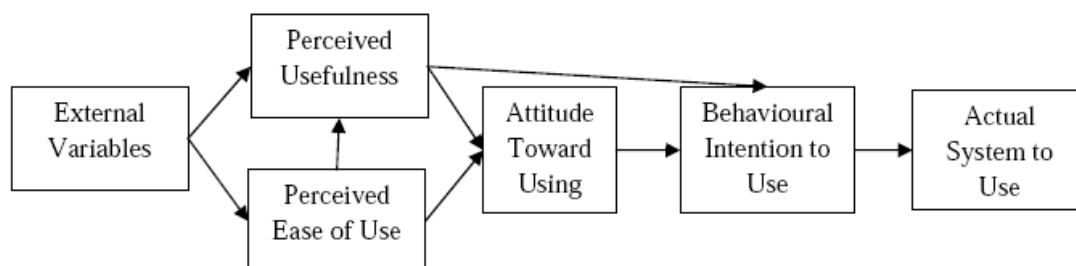 External
Variables
Perceived
Usefulness
Perceived
Ease of Use
Attitude
Toward
Using
Behavioural
Intention to
Use
Actual
System to
Use